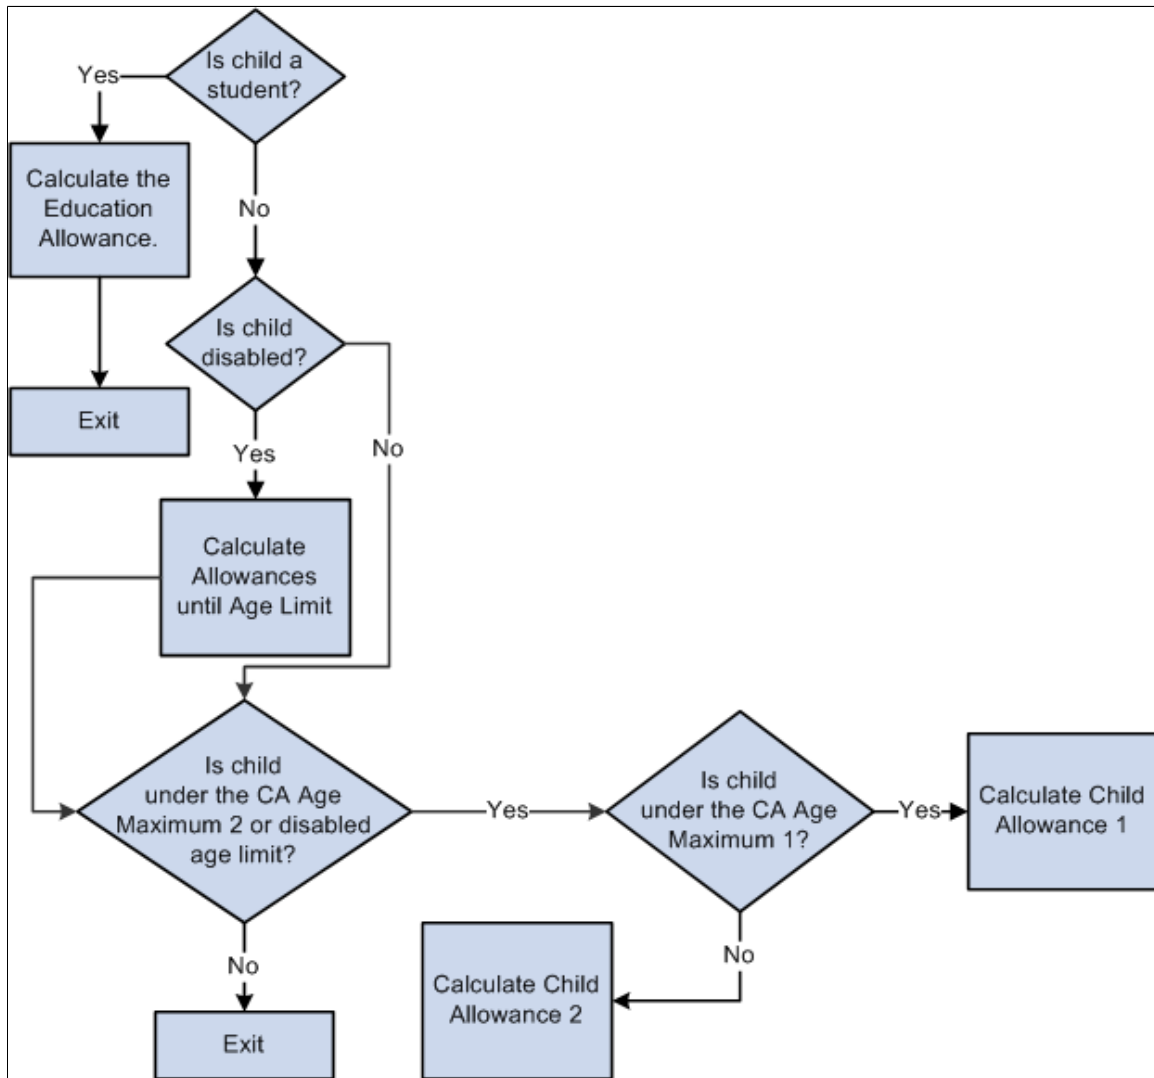 Is child a
student?
Yes
Calculate the
Education
Allowance.
No
Is child
disabled?
Exit
Yes
No
Calculate
Allowances
until Age Limit
Is child
under the CA Age
Maximum 2 or disabled
age limit?
Yes
Is child
under the CA Age
Maximum 1?
Yes
Calculate Child
Allowance 1
No
No
Calculate Child
Allowance 2
Exit